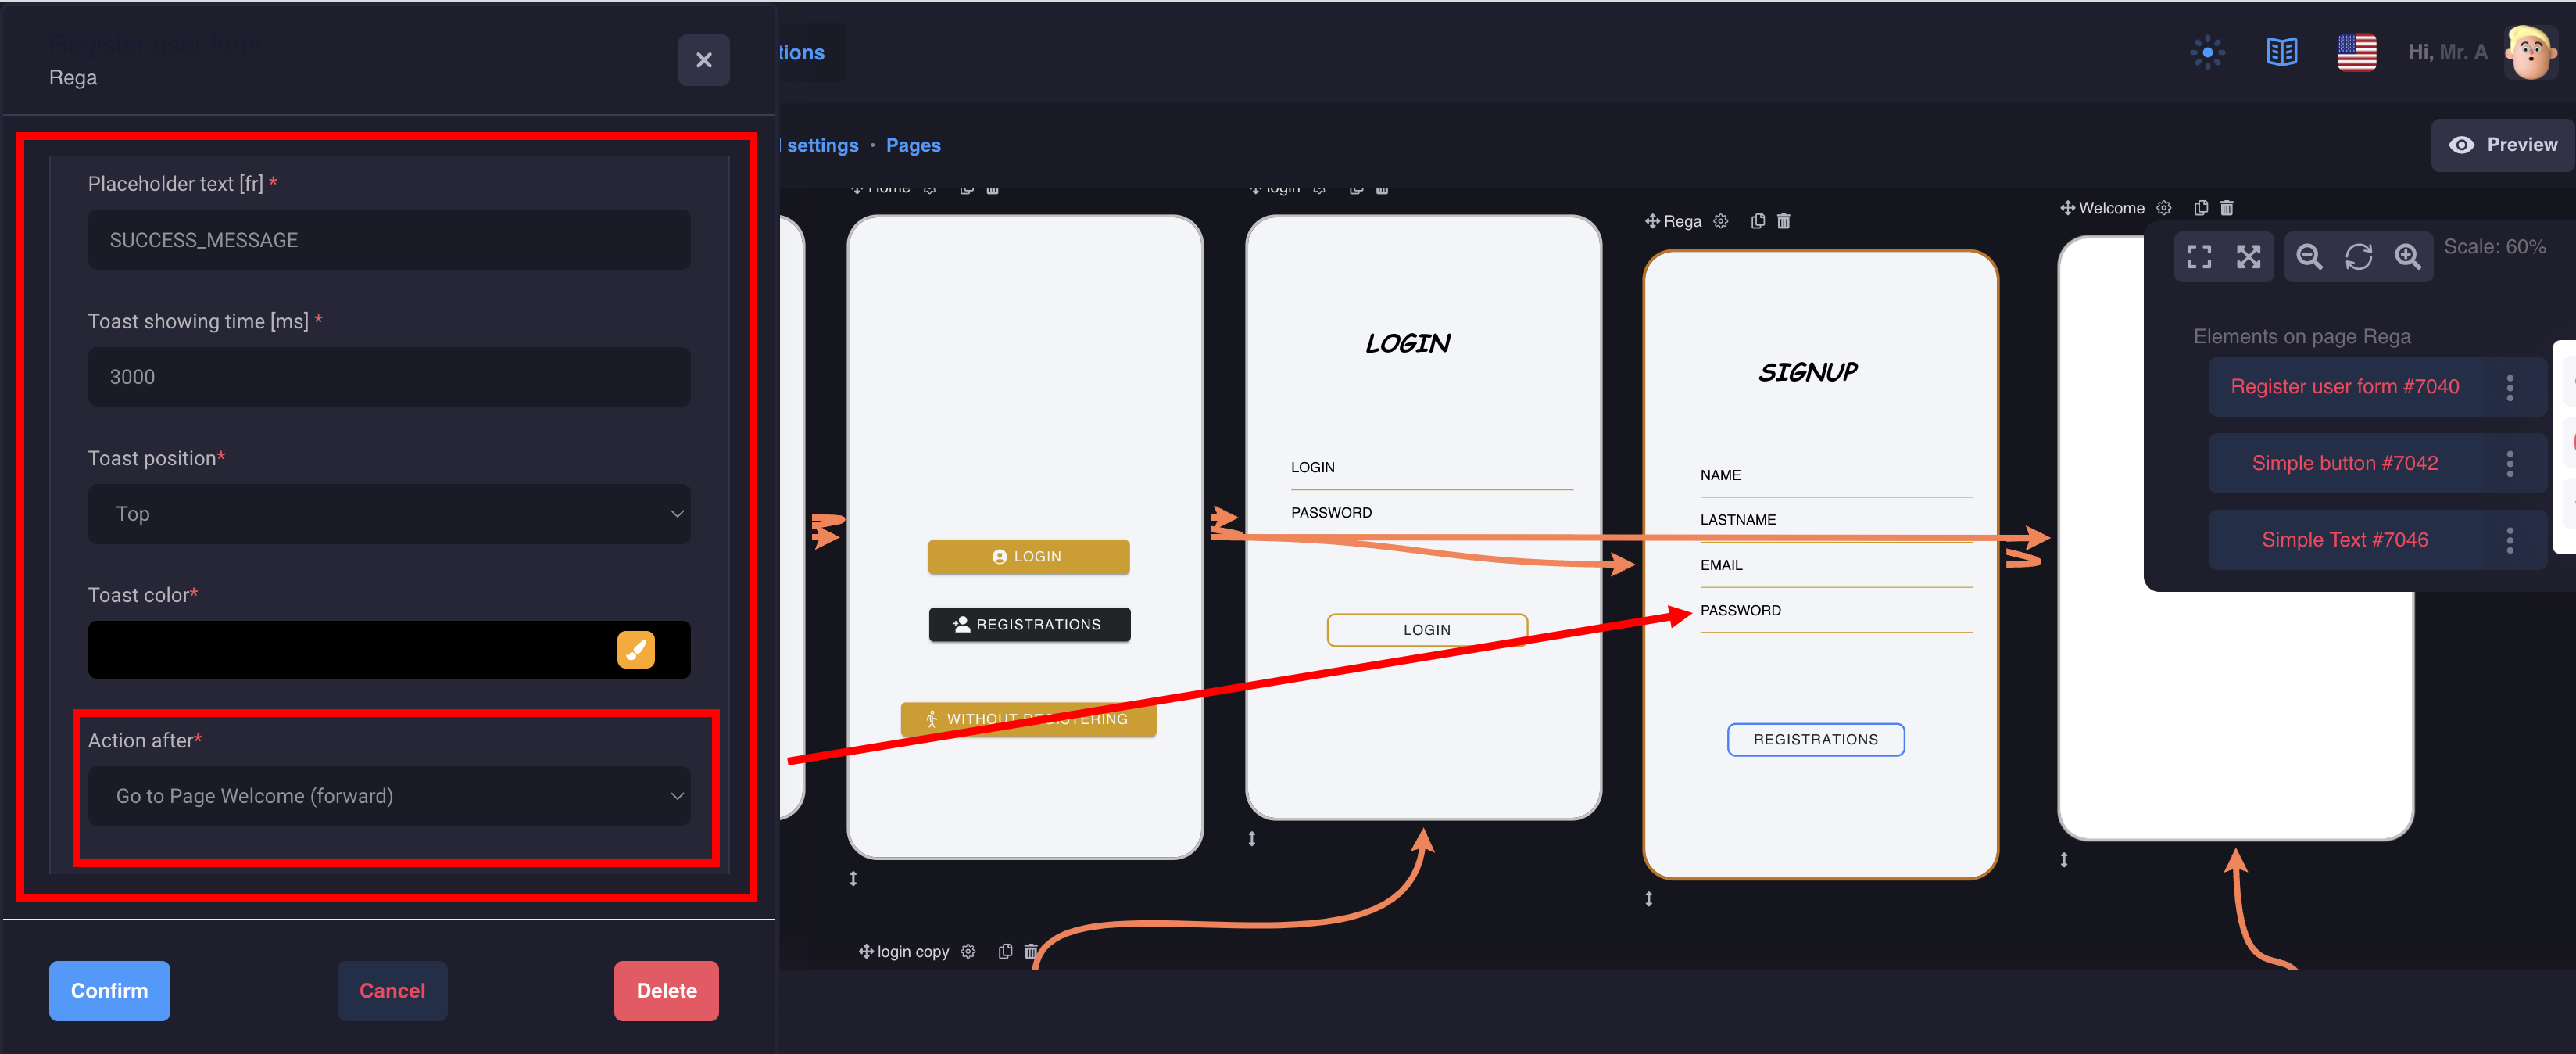 Register user form
Rega
Placeholder text [fr] *
SUCCESS_MESSAGE
Toast showing time [ms] *
3000
Toast position*
Top
Toast color*
Action after*
Go to Page Welcome (forward)
Confirm
Cancel
Delete
tions
Hi, Mr. A
settings • Pages
Preview
Home
login
Rega
Welcome
Scale: 60%
Elements on page Rega
Register user form #7040
Simple button #7042
Simple Text #7046
LOGIN
REGISTRATIONS
WITHOUT REGISTERING
LOGIN
LOGIN
PASSWORD
LOGIN
SIGNUP
NAME
LASTNAME
EMAIL
PASSWORD
REGISTRATIONS
login copy